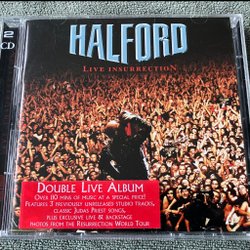 2
CD
HALFORD
LIVE INSURRECTION
DOUBLE LIVE ALBUM
OVER 110 MINS OF MUSIC AT A SPECIAL PRICE!
FEATURES 3 PREVIOUSLY UNRELEASED STUDIO TRACKS,
CLASSIC JUDAS PRIEST SONGS,
PLUS EXCLUSIVE LIVE & BACKSTAGE
PHOTOS FROM THE RESURRECTION WORLD TOUR